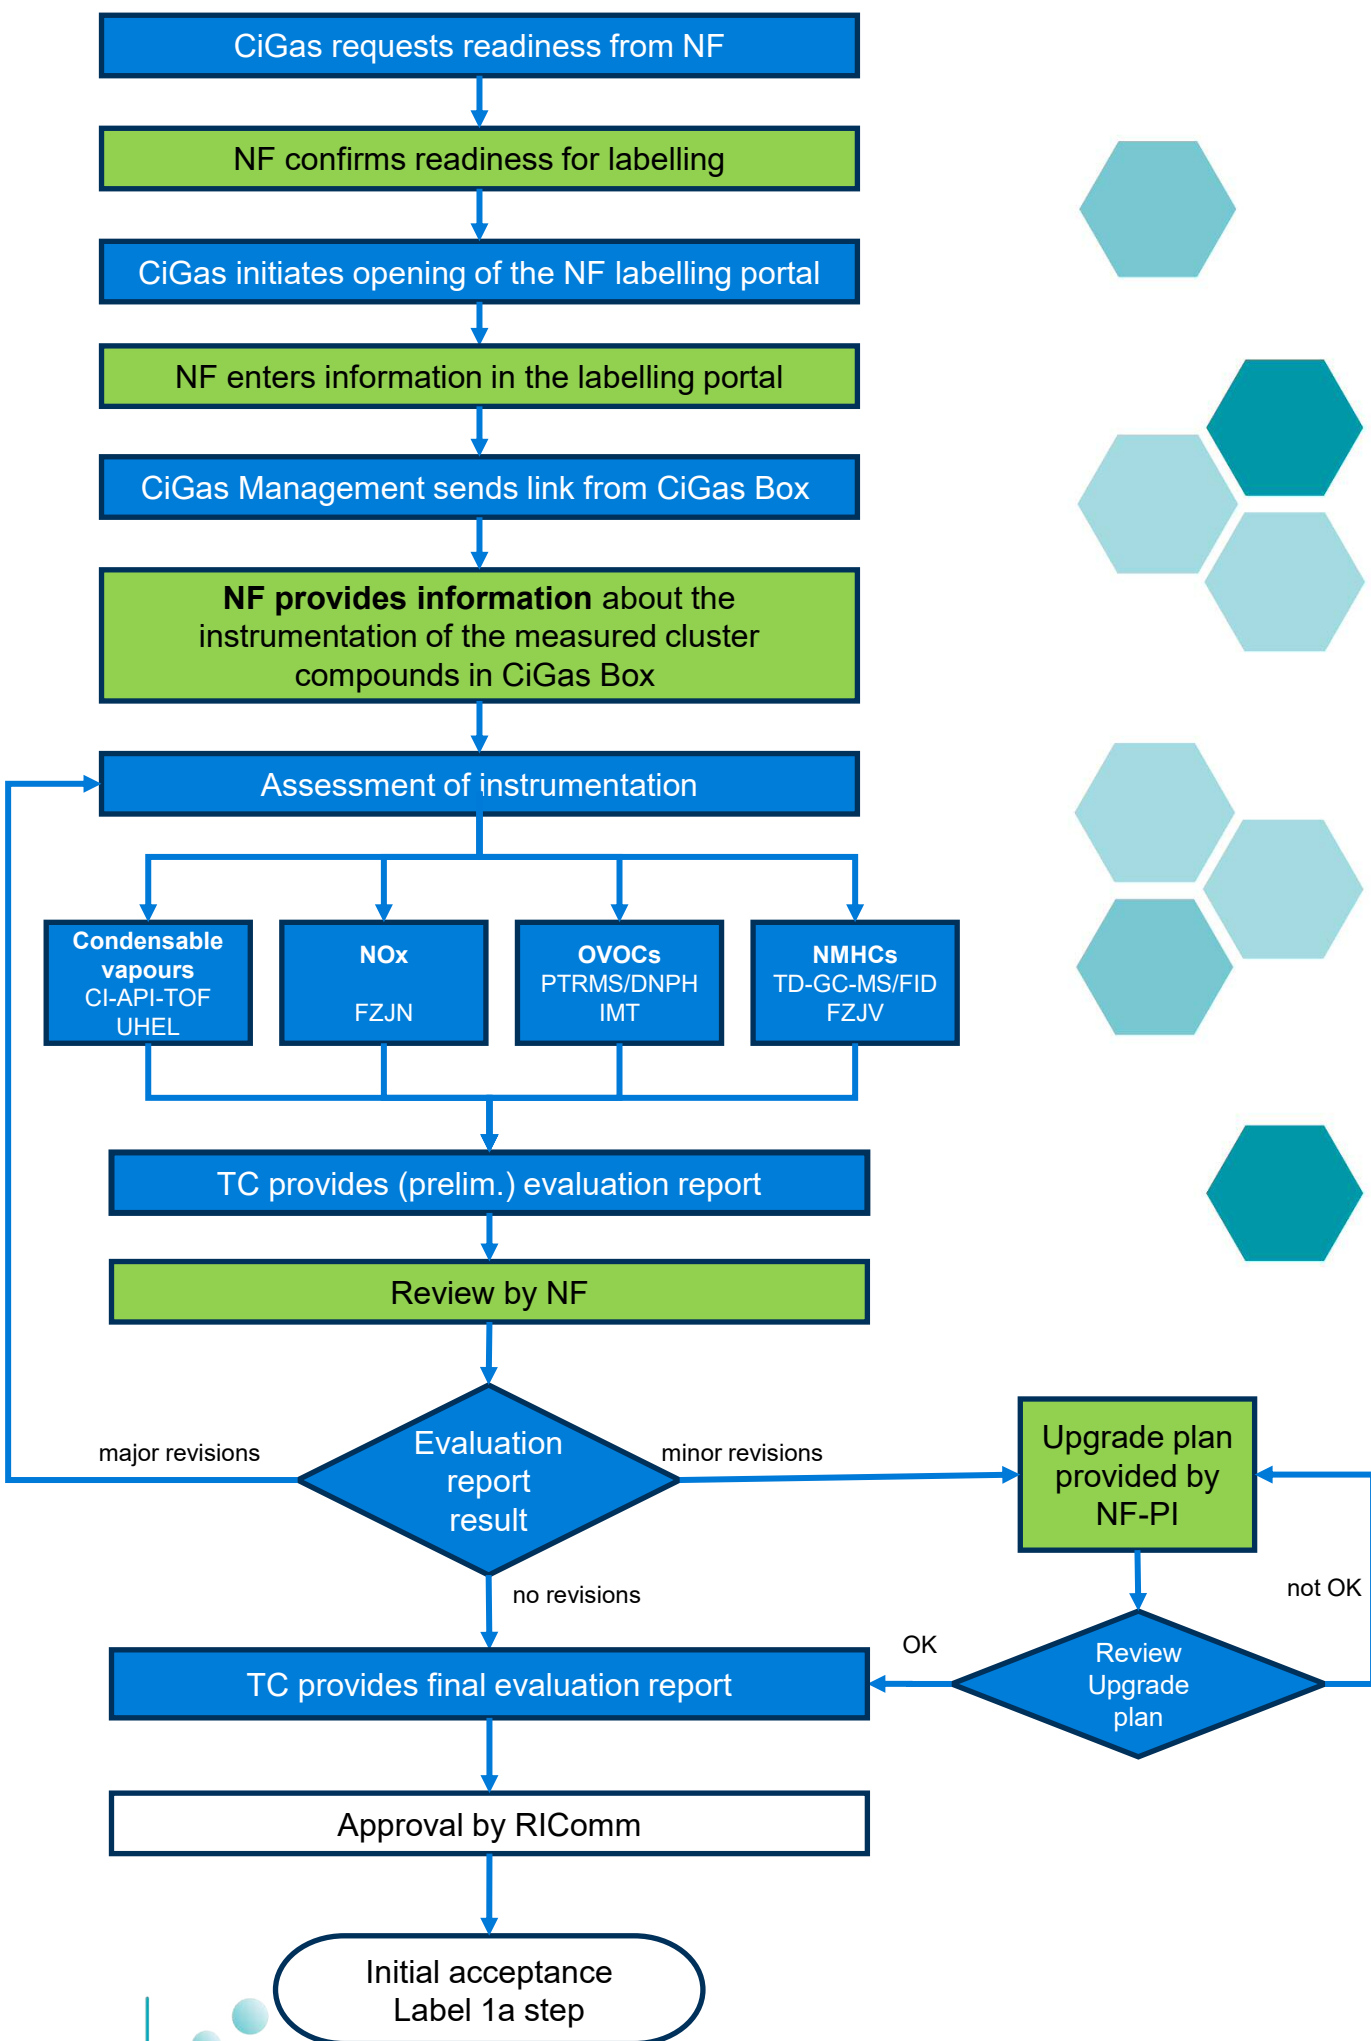 CiGas requests readiness from NF
NF confirms readiness for labelling
CiGas initiates opening of the NF labelling portal
NF enters information in the labelling portal
CiGas Management sends link from CiGas Box
NF provides information about the
instrumentation of the measured cluster
compounds in CiGas Box
Assessment of instrumentation
Condensable
vapours
CI-API-TOF
UHEL
NOx
FZJN
OVOCs
PTRMS/DNPH
IMT
NMHCs
TD-GC-MS/FID
FZJV
TC provides (prelim.) evaluation report
Review by NF
major revisions
Evaluation
report
result
minor revisions
Upgrade plan
provided by
NF-PI
not OK
no revisions
OK
Review
Upgrade
plan
TC provides final evaluation report
Approval by RIComm
Initial acceptance
Label 1a step